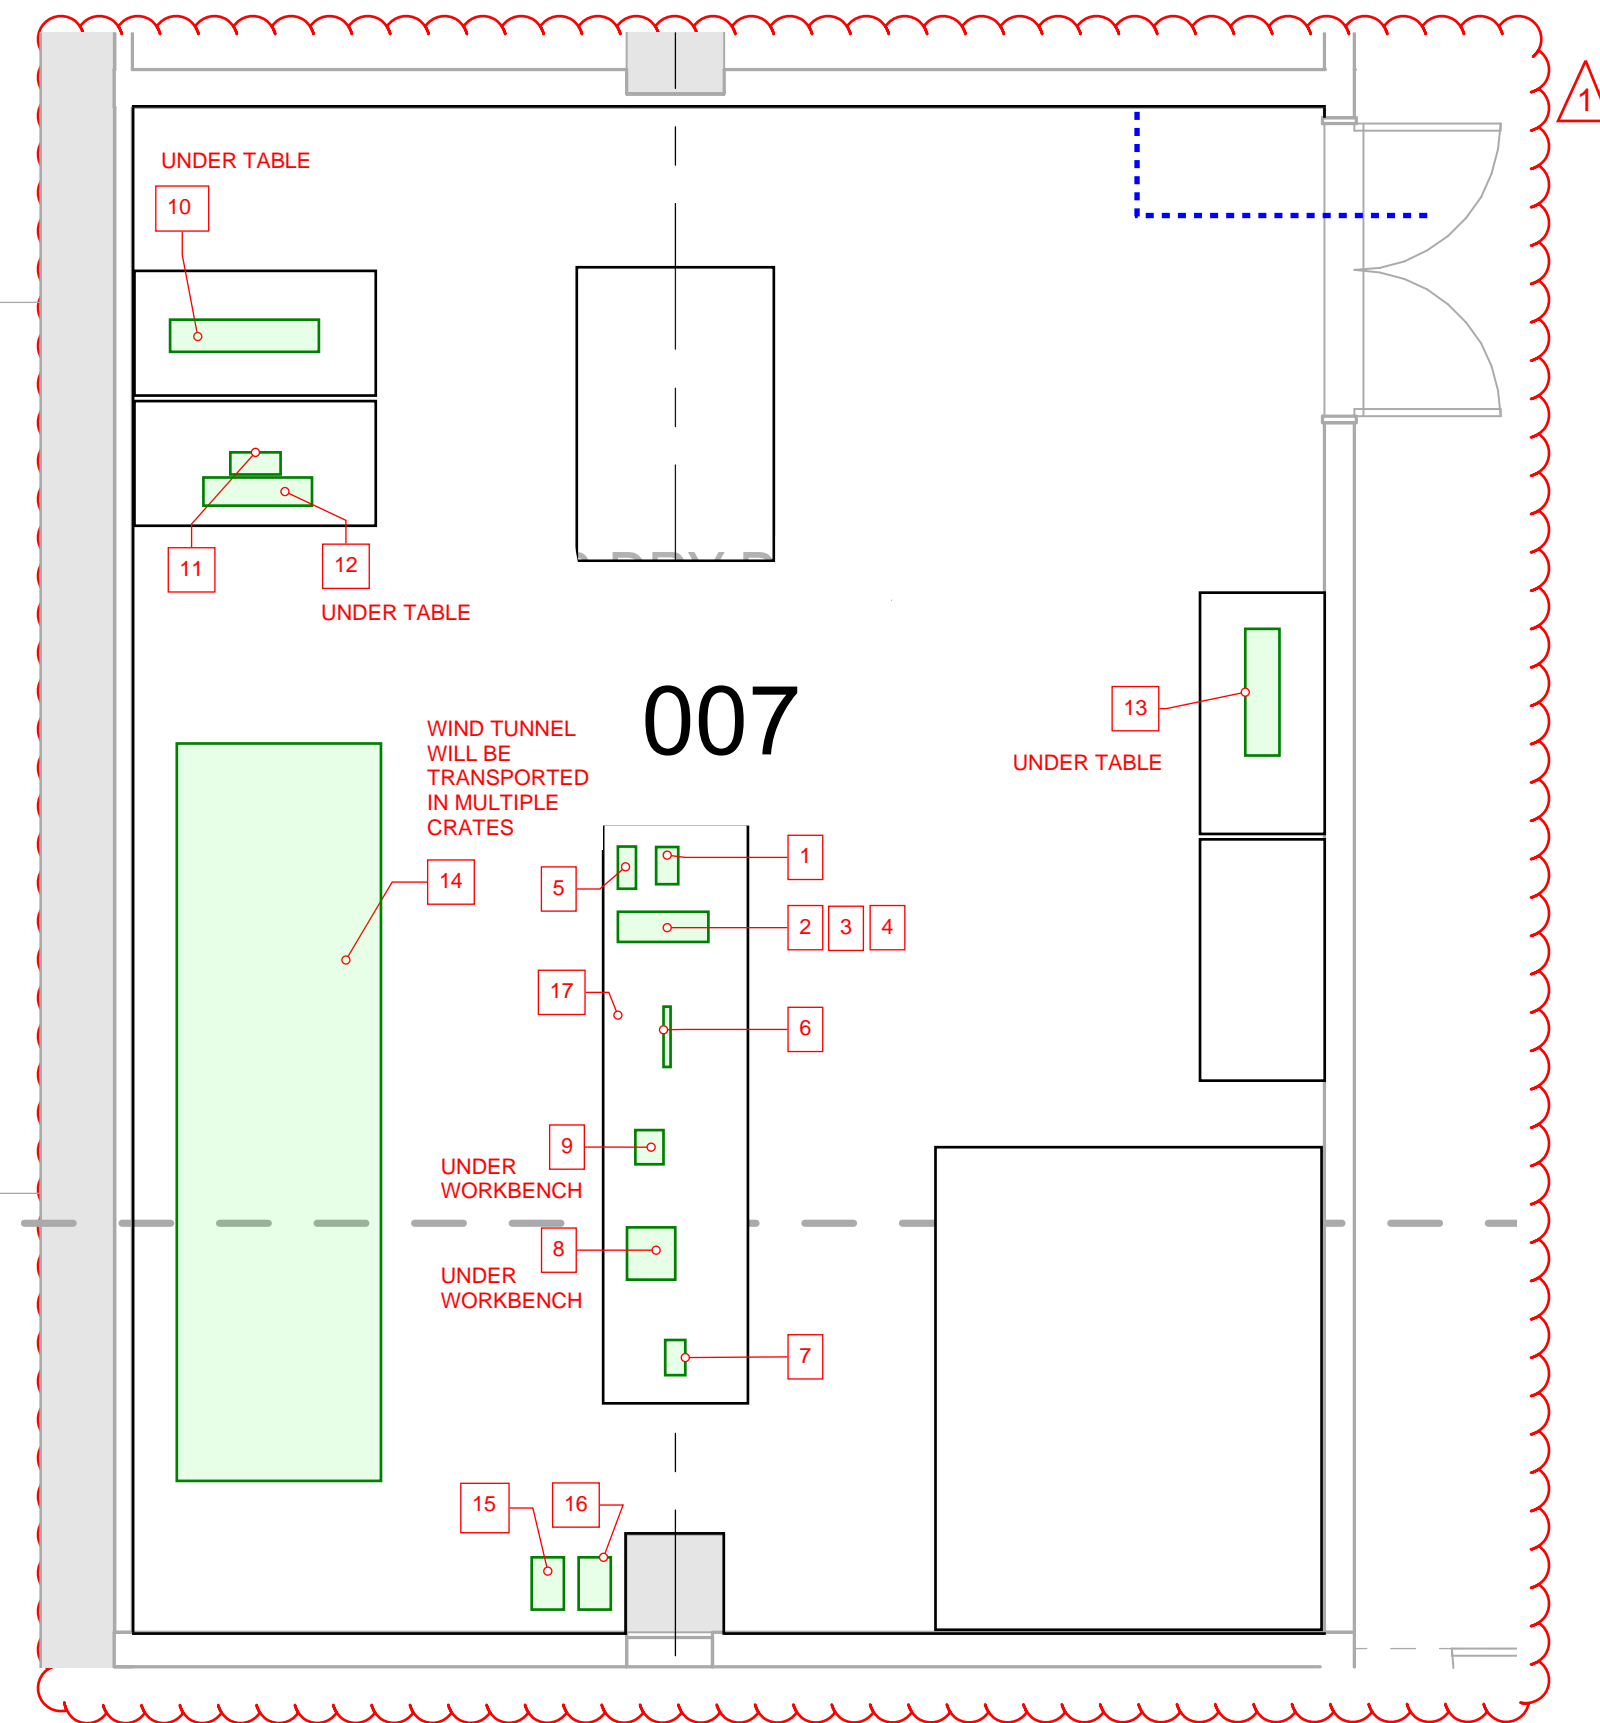 1
UNDER TABLE
10
11
12
UNDER TABLE
007
13
UNDER TABLE
WIND TUNNEL
WILL BE
TRANSPORTED
IN MULTIPLE
CRATES
14
5
1
2 3 4
17
6
9
UNDER
WORKBENCH
8
UNDER
WORKBENCH
7
15
16